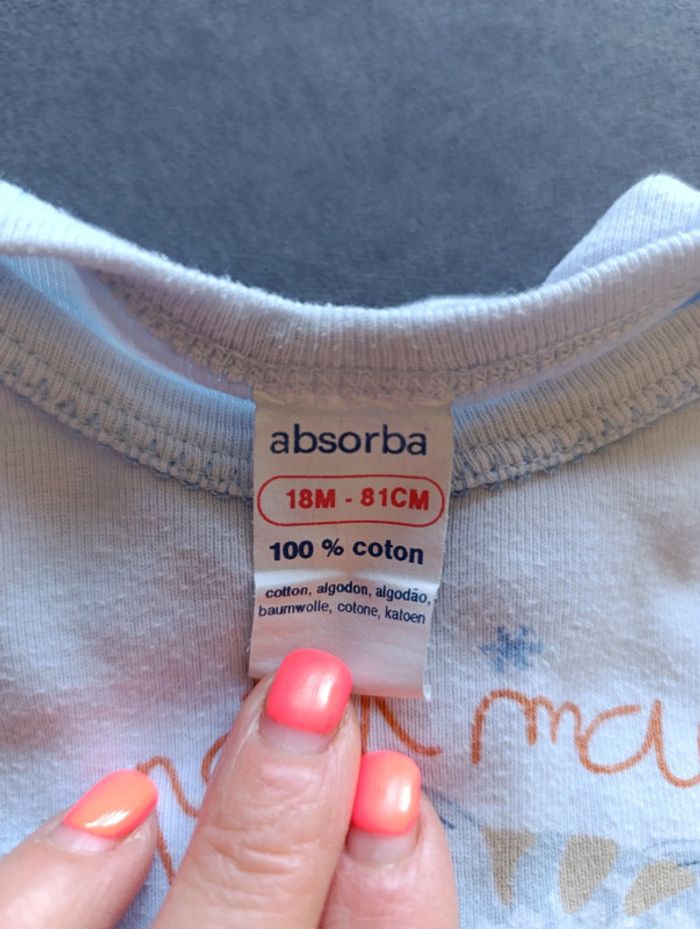 absorba
18M - 81CM
100 % coton
cotton, algodon, algodão,
baumwolle, cotone, katoen